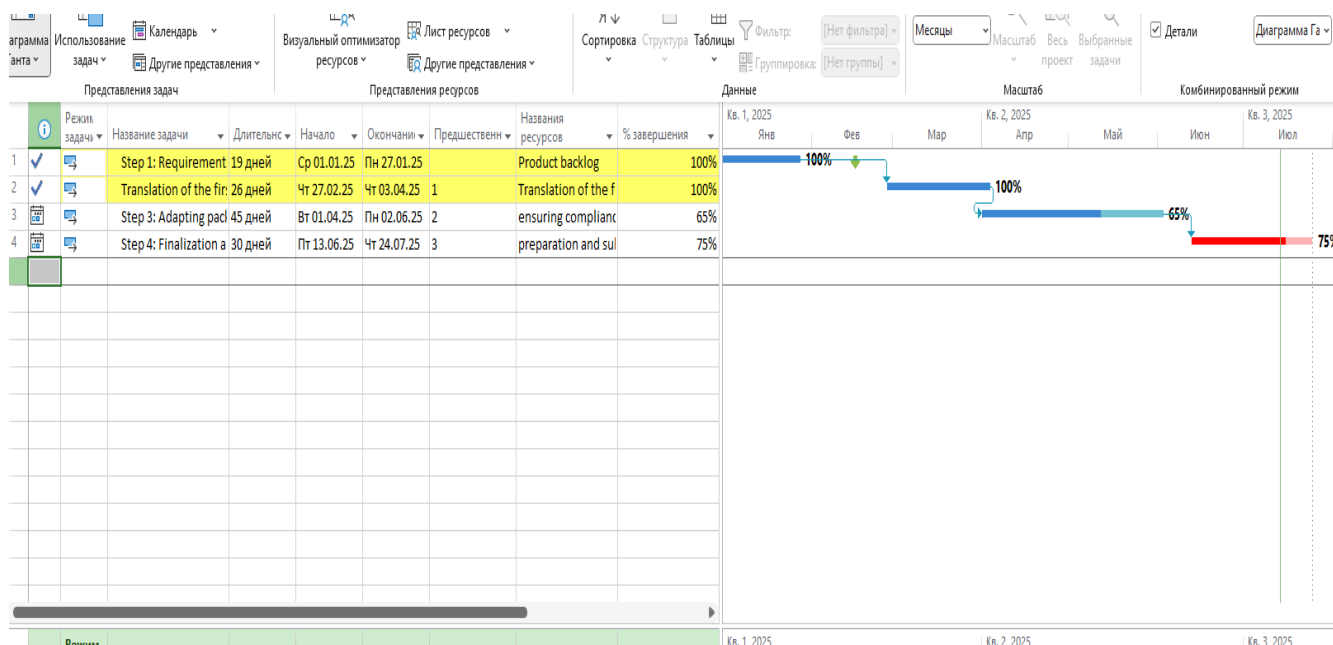 аграмма Использование Календарь Визуальный оптимизатор Лист ресурсов Сортировка Структура Таблицы Фильтр: [Нет фильтра] Месяцы Масштаб Весь Выбранные Детали Диаграмма Га
Ганта задач Другие представления ресурсов Другие представления Группировка: [Нет группы] проект задачи
Представления задач Представления ресурсов Данные Масштаб Комбинированный режим
Режим задачи Название задачи Длительнс Начало Окончани Предшественн Названия ресурсов % завершения
1 Step 1: Requirement 19 дней Ср 01.01.25 Пн 27.01.25 Product backlog 100%
2 Translation of the fir: 26 дней Чт 27.02.25 Чт 03.04.25 1 Translation of the f 100%
3 Step 3: Adapting pacl 45 дней Вт 01.04.25 Пн 02.06.25 2 ensuring complianc 65%
4 Step 4: Finalization a 30 дней Пт 13.06.25 Чт 24.07.25 3 preparation and sul 75%
Кв. 1, 2025 Кв. 2, 2025 Кв. 3, 2025
Янв Фев Мар Апр Май Июн Июл
100%
100%
65%
75%
Режим Кв. 1, 2025 Кв. 2, 2025 Кв. 3, 2025